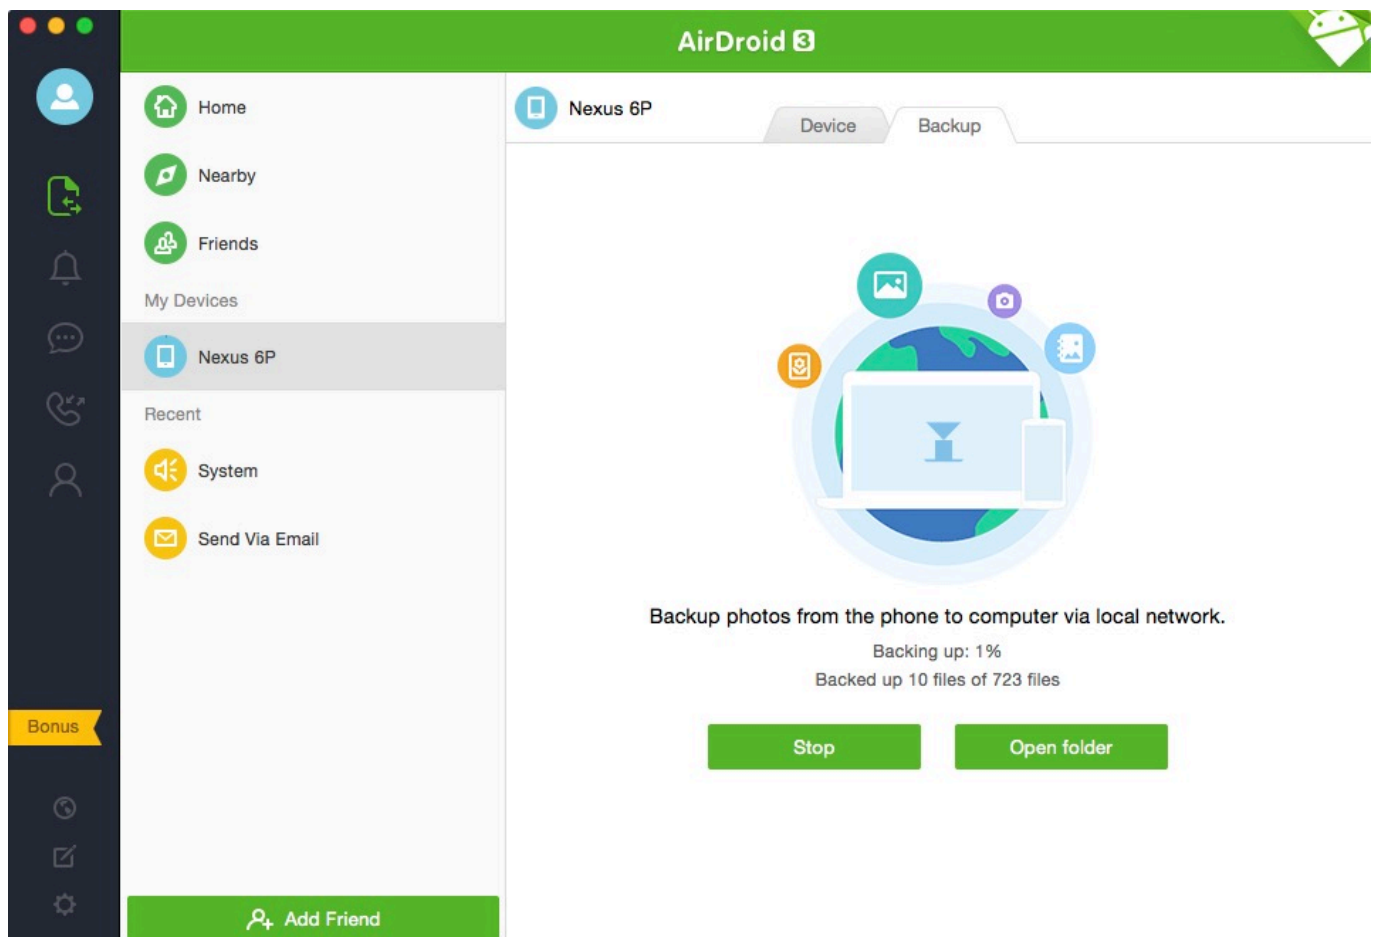 AirDroid 3
Home
Nearby
Friends
My Devices
Nexus 6P
Recent
System
Send Via Email
Bonus
Add Friend
Nexus 6P
Device
Backup
Backup photos from the phone to computer via local network.
Backing up: 1%
Backed up 10 files of 723 files
Stop
Open folder